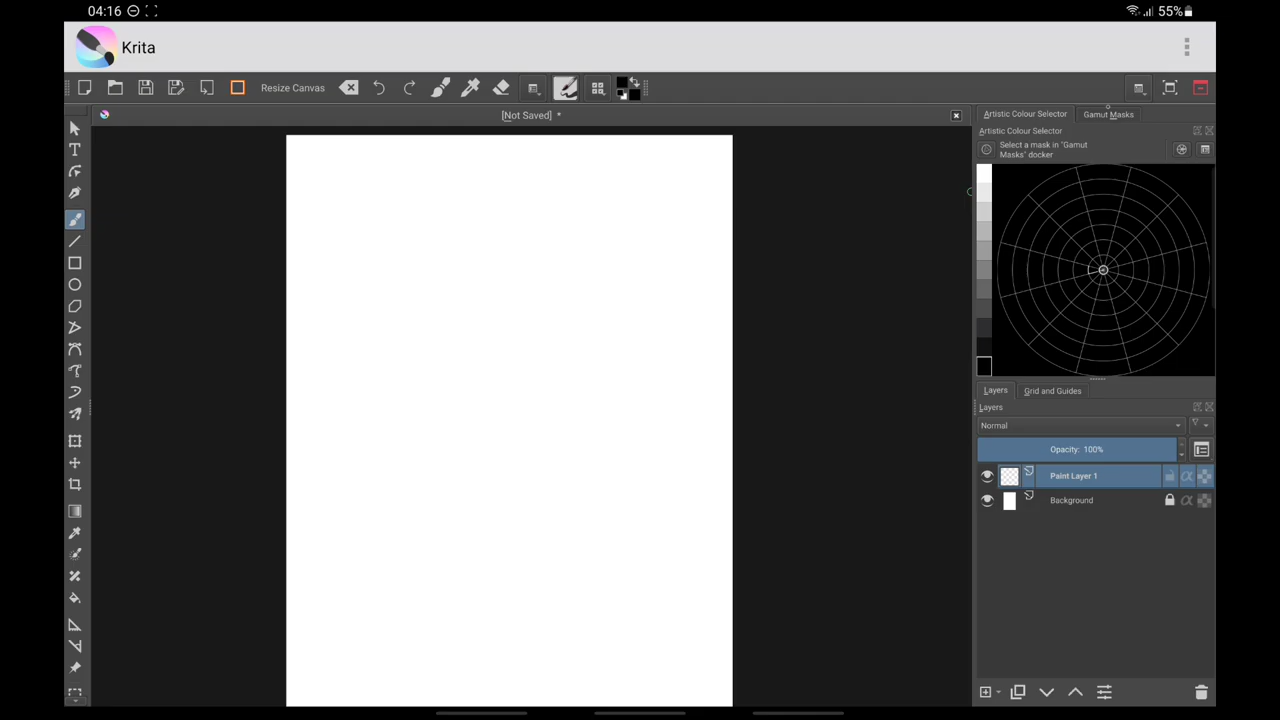 04:16
55%
Krita
Resize Canvas
[Not Saved] *
Artistic Colour Selector
Gamut Masks
Artistic Colour Selector
Select a mask in "Gamut
Masks" docker
Layers
Grid and Guides
Layers
Normal
Opacity: 100%
Paint Layer 1
Background